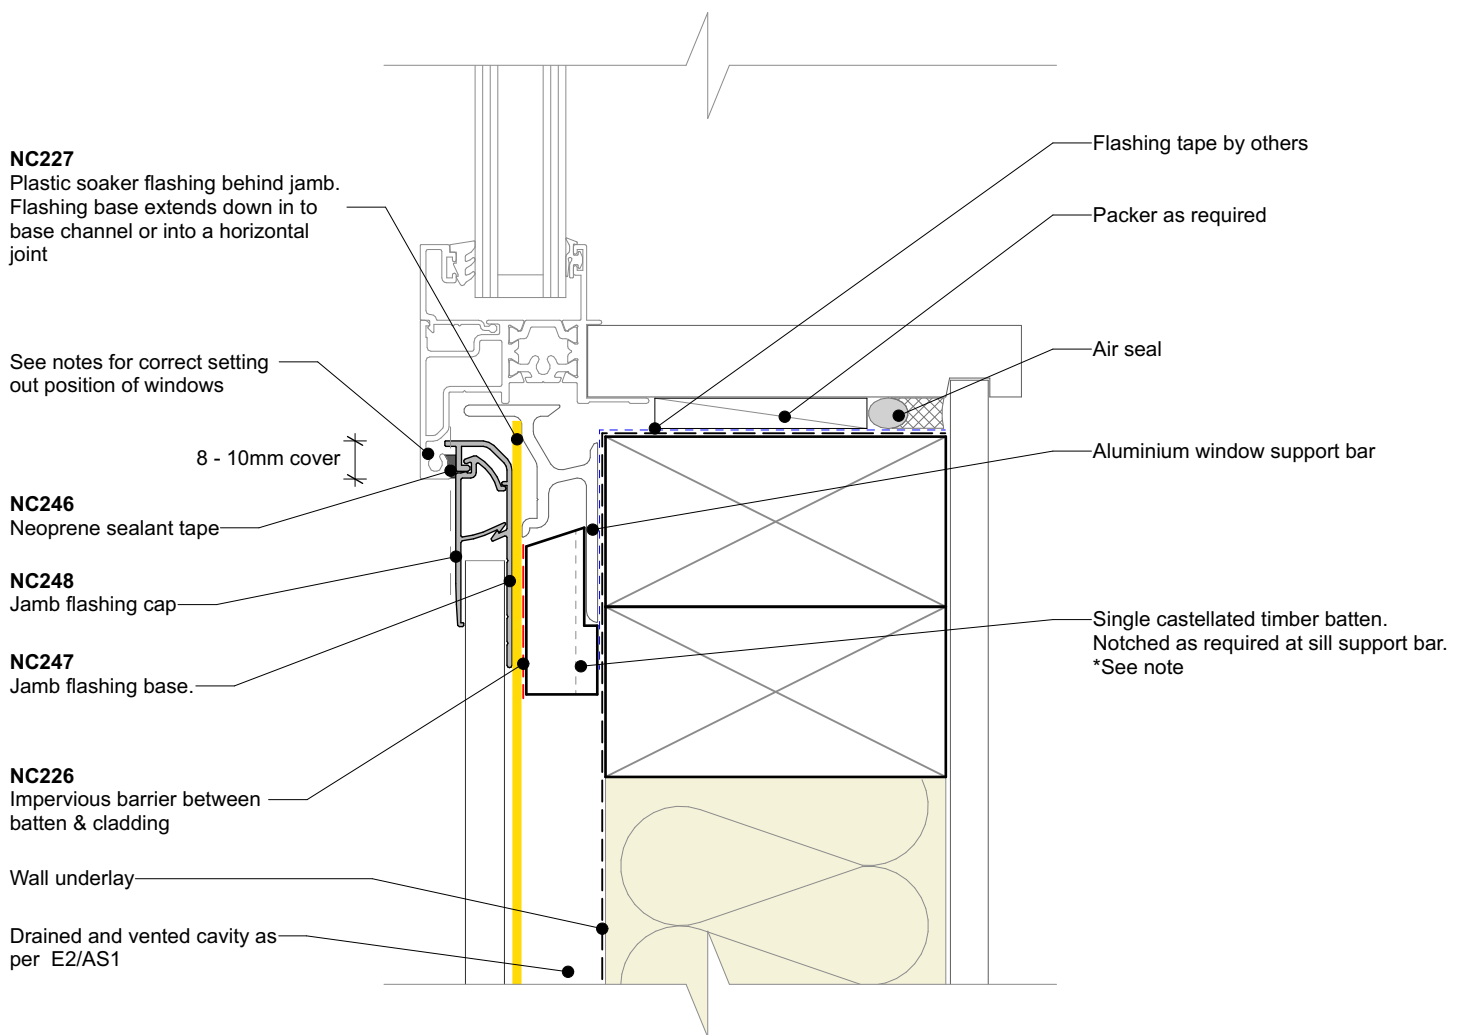 NC227
Plastic soaker flashing behind jamb.
Flashing base extends down in to
base channel or into a horizontal
joint
See notes for correct setting
out position of windows
8 - 10mm cover
NC246
Neoprene sealant tape
NC248
Jamb flashing cap
NC247
Jamb flashing base.
NC226
Impervious barrier between
batten & cladding
Wall underlay
Drained and vented cavity as
per E2/AS1
Flashing tape by others
Packer as required
Air seal
Aluminium window support bar
Single castellated timber batten.
Notched as required at sill support bar.
*See note